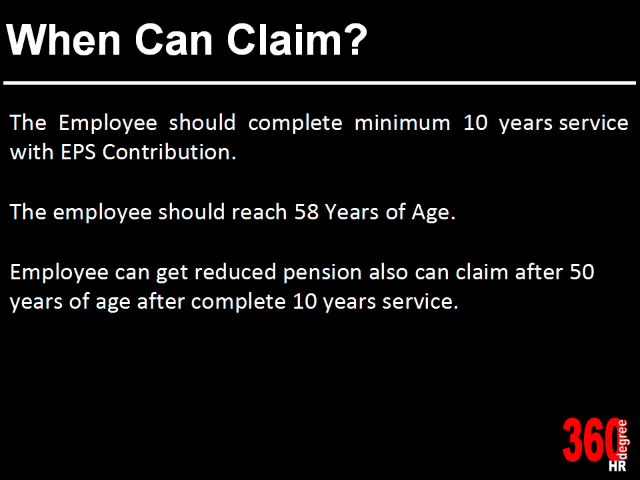 When Can Claim?
The Employee should complete minimum 10 years service
with EPS Contribution.
The employee should reach 58 Years of Age.
Employee can get reduced pension also can claim after 50
years of age after complete 10 years service.
360
degree
HR